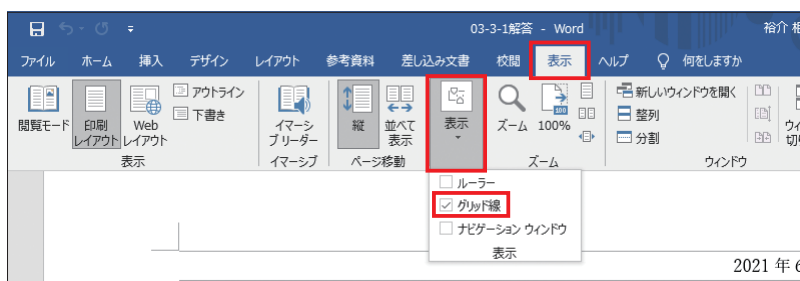 03-3-1解答 - Word
裕介 相
ファイル ホーム 挿入 デザイン レイアウト 参考資料 差し込み文書 校閲 表示 ヘルプ 何をしますか
閲覧モード
印刷
レイアウト
Web
レイアウト
アウトライン
下書き
表示
イマーシ
ブ リーダー
イマーシブ
縦
並べて
表示
ページ移動
表示
ズーム
100%
ズーム
新しいウィンドウを開く
整列
分割
ウィンドウ
ウィ
切り
ルーラー
グリッド線
ナビゲーション ウィンドウ
表示
2021 年 6